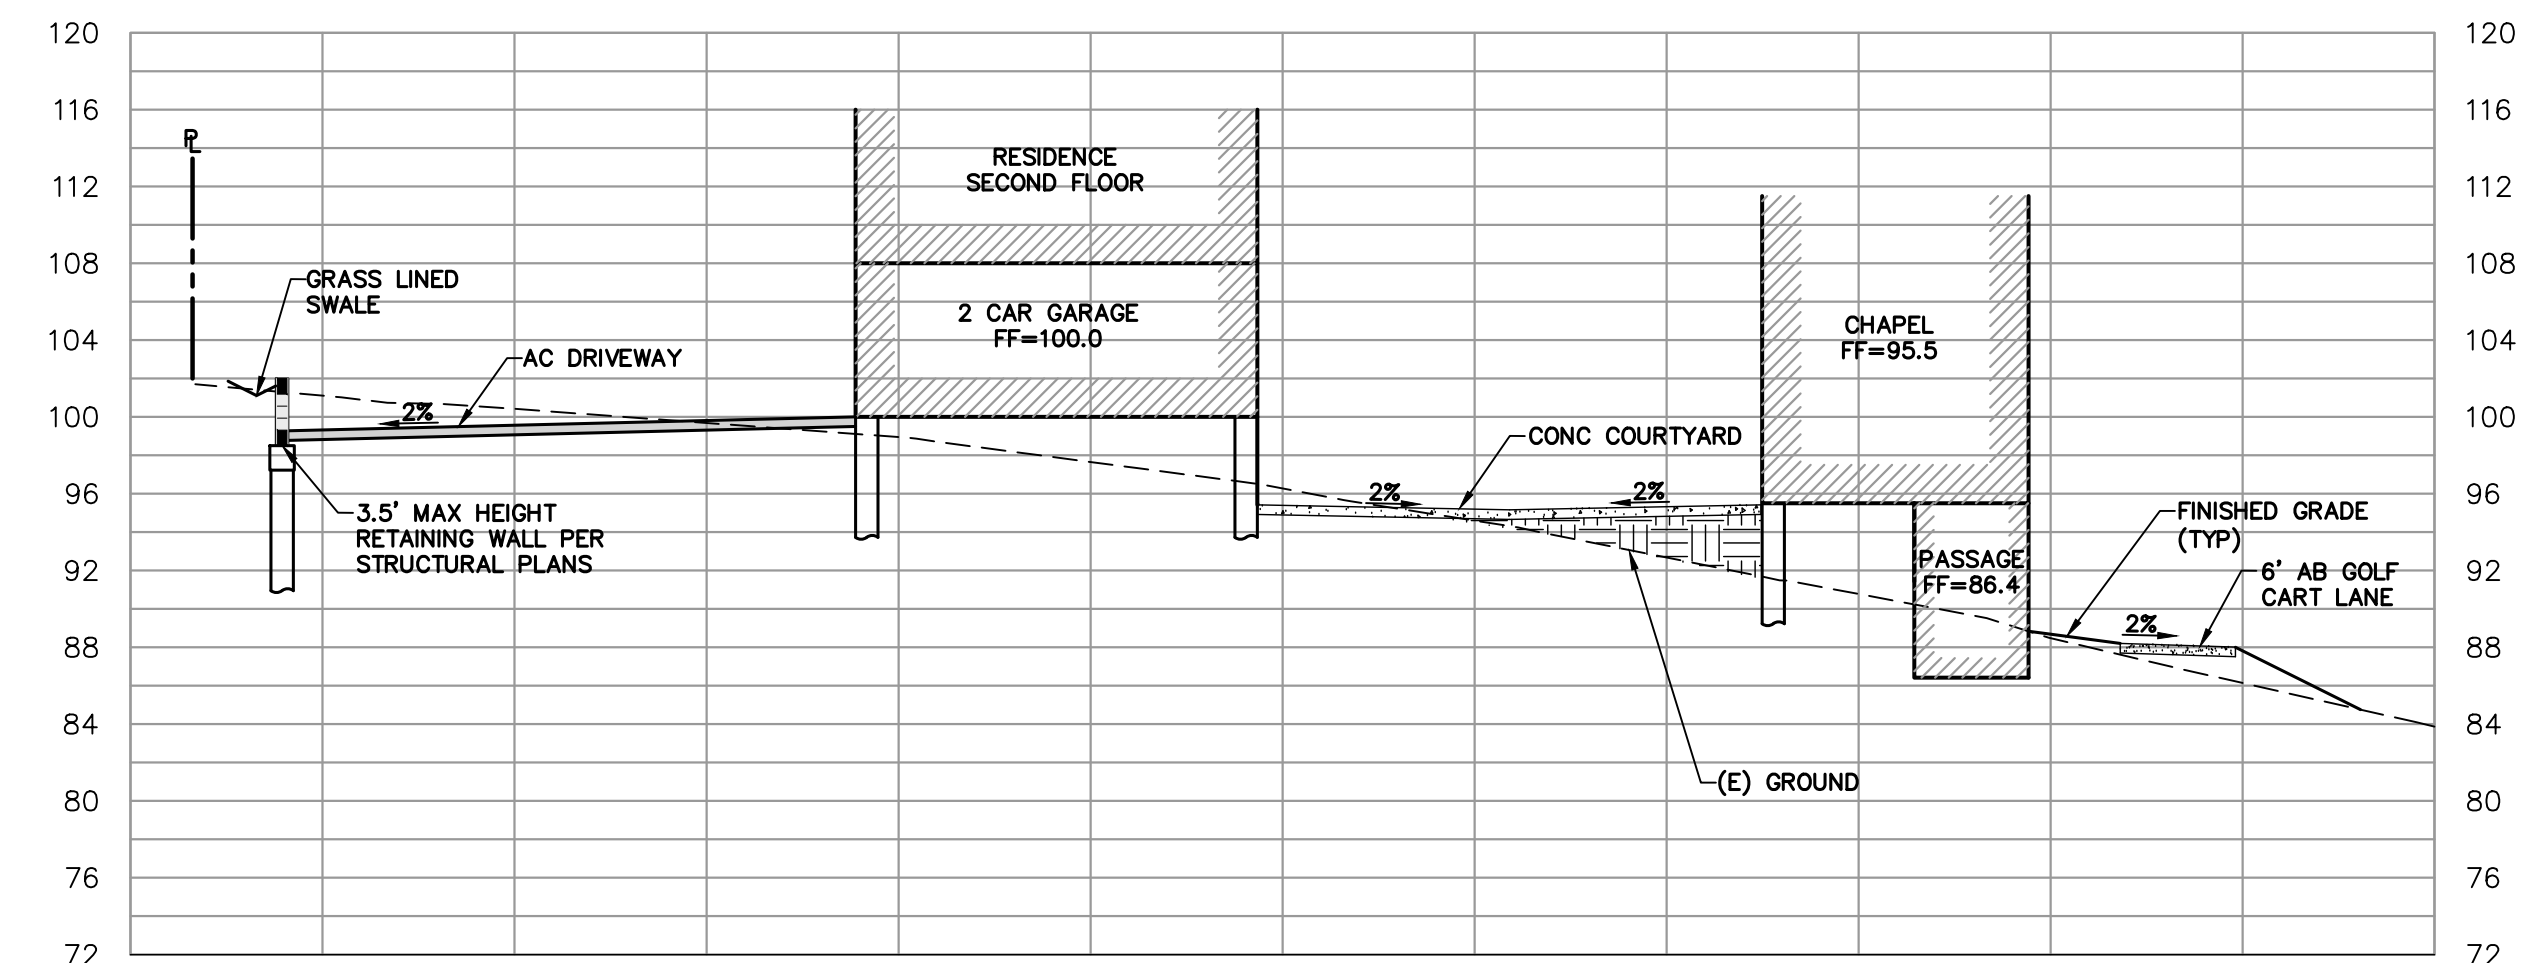 120
120
116
116
PL
RESIDENCE
SECOND FLOOR
112
112
108
108
GRASS LINED
SWALE
2 CAR GARAGE
FF=100.0
CHAPEL
FF=95.5
104
104
AC DRIVEWAY
100
2%
100
CONC COURTYARD
96
2%
2%
96
3.5' MAX HEIGHT
RETAINING WALL PER
STRUCTURAL PLANS
FINISHED GRADE
(TYP)
PASSAGE
FF=86.4
92
92
6' AB GOLF
CART LANE
2%
88
88
84
84
(E) GROUND
80
80
76
76
72
72